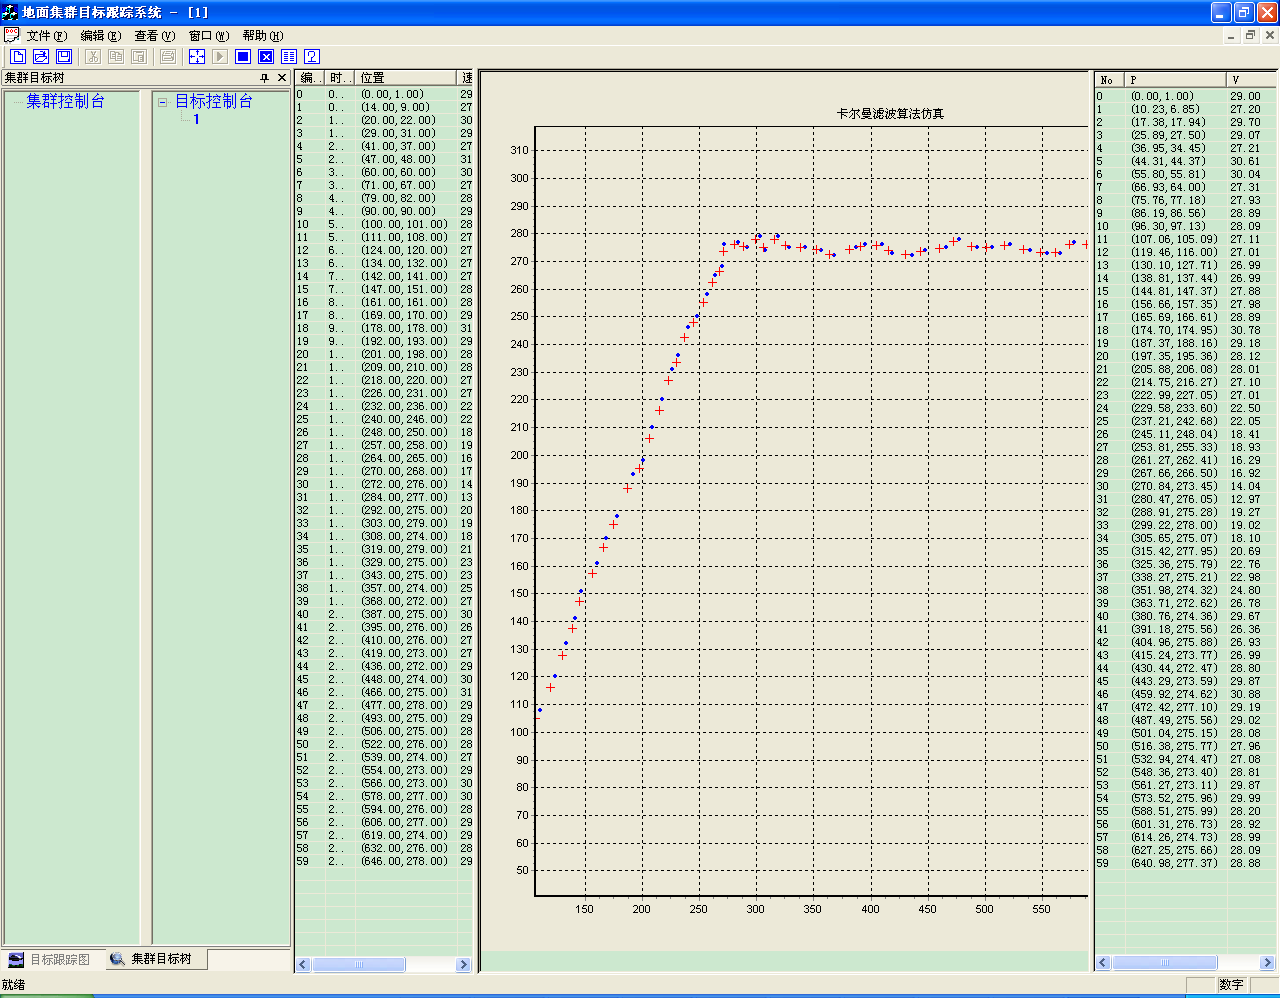 地面集群目标跟踪系统 - [1]
文件(F) 编辑(E) 查看(V) 窗口(W) 帮助(H)
集群目标树
集群控制台
目标控制台
1
目标跟踪图 集群目标树
编.. 时.. 位置 速
0 0.. (0.00,1.00) 29
1 0.. (14.00,9.00) 27
2 1.. (20.00,22.00) 30
3 1.. (29.00,31.00) 29
4 2.. (41.00,37.00) 27
5 2.. (47.00,48.00) 31
6 3.. (60.00,60.00) 30
7 3.. (71.00,67.00) 27
8 4.. (79.00,82.00) 28
9 4.. (90.00,90.00) 29
10 5.. (100.00,101.00) 28
11 5.. (111.00,108.00) 27
12 6.. (124.00,120.00) 27
13 6.. (134.00,132.00) 27
14 7.. (142.00,141.00) 27
15 7.. (147.00,151.00) 28
16 8.. (161.00,161.00) 28
17 8.. (169.00,170.00) 29
18 9.. (178.00,178.00) 31
19 9.. (192.00,193.00) 29
20 1.. (201.00,198.00) 28
21 1.. (209.00,210.00) 28
22 1.. (218.00,220.00) 27
23 1.. (226.00,231.00) 27
24 1.. (232.00,236.00) 22
25 1.. (240.00,246.00) 22
26 1.. (248.00,250.00) 18
27 1.. (257.00,258.00) 19
28 1.. (264.00,265.00) 16
29 1.. (270.00,268.00) 17
30 1.. (272.00,276.00) 14
31 1.. (284.00,277.00) 13
32 1.. (292.00,275.00) 20
33 1.. (303.00,279.00) 19
34 1.. (308.00,274.00) 18
35 1.. (319.00,279.00) 21
36 1.. (329.00,275.00) 23
37 1.. (343.00,275.00) 23
38 1.. (357.00,274.00) 25
39 1.. (368.00,272.00) 27
40 2.. (387.00,275.00) 30
41 2.. (395.00,276.00) 26
42 2.. (410.00,276.00) 27
43 2.. (419.00,273.00) 27
44 2.. (436.00,272.00) 29
45 2.. (448.00,274.00) 30
46 2.. (466.00,275.00) 31
47 2.. (477.00,278.00) 29
48 2.. (493.00,275.00) 29
49 2.. (506.00,275.00) 28
50 2.. (522.00,276.00) 28
51 2.. (539.00,274.00) 27
52 2.. (554.00,273.00) 29
53 2.. (566.00,273.00) 30
54 2.. (578.00,277.00) 30
55 2.. (594.00,276.00) 28
56 2.. (606.00,277.00) 29
57 2.. (619.00,274.00) 29
58 2.. (632.00,276.00) 28
59 2.. (646.00,278.00) 29
卡尔曼滤波算法仿真
310
300
290
280
270
260
250
240
230
220
210
200
190
180
170
160
150
140
130
120
110
100
90
80
70
60
50
150 200 250 300 350 400 450 500 550
No P V
0 (0.00,1.00) 29.00
1 (10.23,6.85) 27.20
2 (17.38,17.94) 29.70
3 (25.89,27.50) 29.07
4 (36.95,34.45) 27.21
5 (44.31,44.37) 30.61
6 (55.80,55.81) 30.04
7 (66.93,64.00) 27.31
8 (75.76,77.18) 27.93
9 (86.19,86.56) 28.89
10 (96.30,97.13) 28.09
11 (107.06,105.09) 27.11
12 (119.46,116.00) 27.01
13 (130.10,127.71) 26.99
14 (138.81,137.44) 26.99
15 (144.81,147.37) 27.88
16 (156.66,157.35) 27.98
17 (165.69,166.61) 28.89
18 (174.70,174.95) 30.78
19 (187.37,188.16) 29.18
20 (197.35,195.36) 28.12
21 (205.88,206.08) 28.01
22 (214.75,216.27) 27.10
23 (222.99,227.05) 27.01
24 (229.58,233.60) 22.50
25 (237.21,242.68) 22.05
26 (245.11,248.04) 18.41
27 (253.81,255.33) 18.93
28 (261.27,262.41) 16.29
29 (267.66,266.50) 16.92
30 (270.84,273.45) 14.04
31 (280.47,276.05) 12.97
32 (288.91,275.28) 19.27
33 (299.22,278.00) 19.02
34 (305.65,275.07) 18.10
35 (315.42,277.95) 20.69
36 (325.36,275.79) 22.76
37 (338.27,275.21) 22.98
38 (351.98,274.32) 24.80
39 (363.71,272.62) 26.78
40 (380.76,274.36) 29.67
41 (391.18,275.56) 26.36
42 (404.96,275.88) 26.93
43 (415.24,273.77) 26.99
44 (430.44,272.47) 28.80
45 (443.29,273.59) 29.87
46 (459.92,274.62) 30.88
47 (472.42,277.10) 29.19
48 (487.49,275.56) 29.02
49 (501.04,275.15) 28.08
50 (516.38,275.77) 27.96
51 (532.94,274.47) 27.08
52 (548.36,273.40) 28.81
53 (561.27,273.11) 29.87
54 (573.52,275.96) 29.99
55 (588.51,275.99) 28.20
56 (601.31,276.73) 28.92
57 (614.26,274.73) 28.99
58 (627.25,275.66) 28.09
59 (640.98,277.37) 28.88
就绪
数字